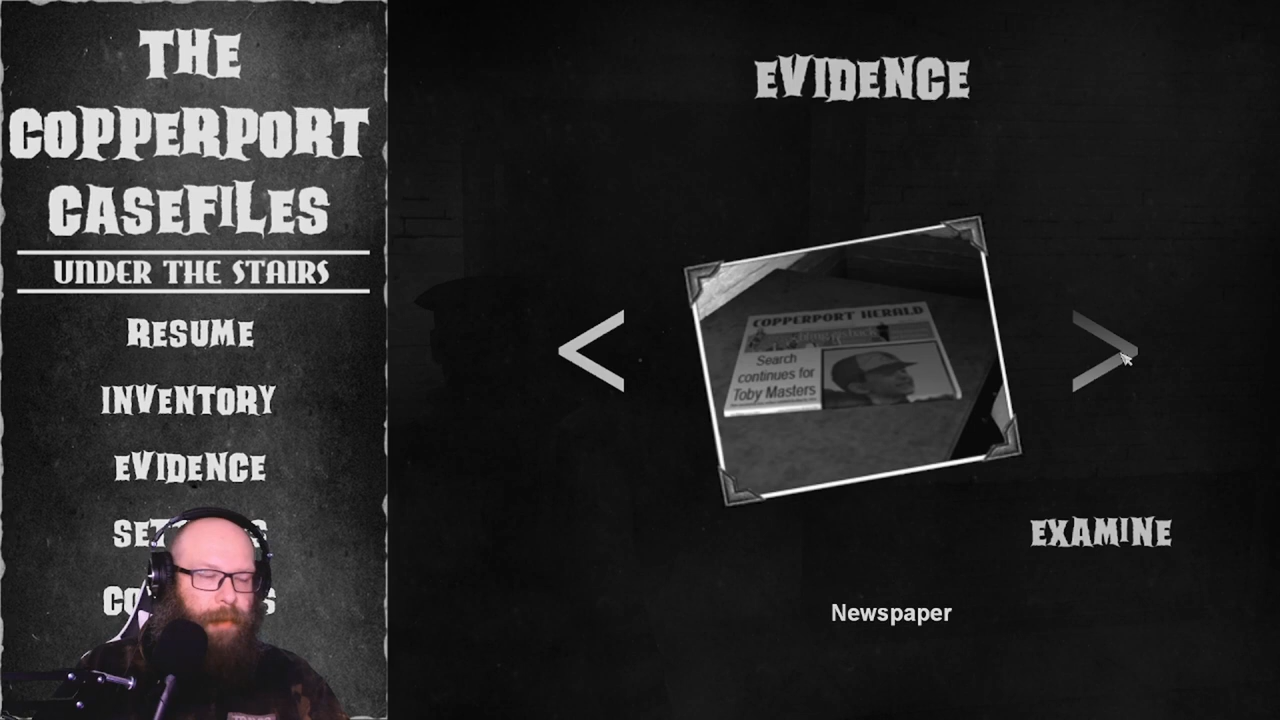 THE
COPPERPORT
CASEFILES
UNDER THE STAIRS
RESUME
INVENTORY
EVIDENCE
EVIDENCE
COPPERPORT HERALD
Search
continues for
Toby Masters
EXAMINE
Newspaper